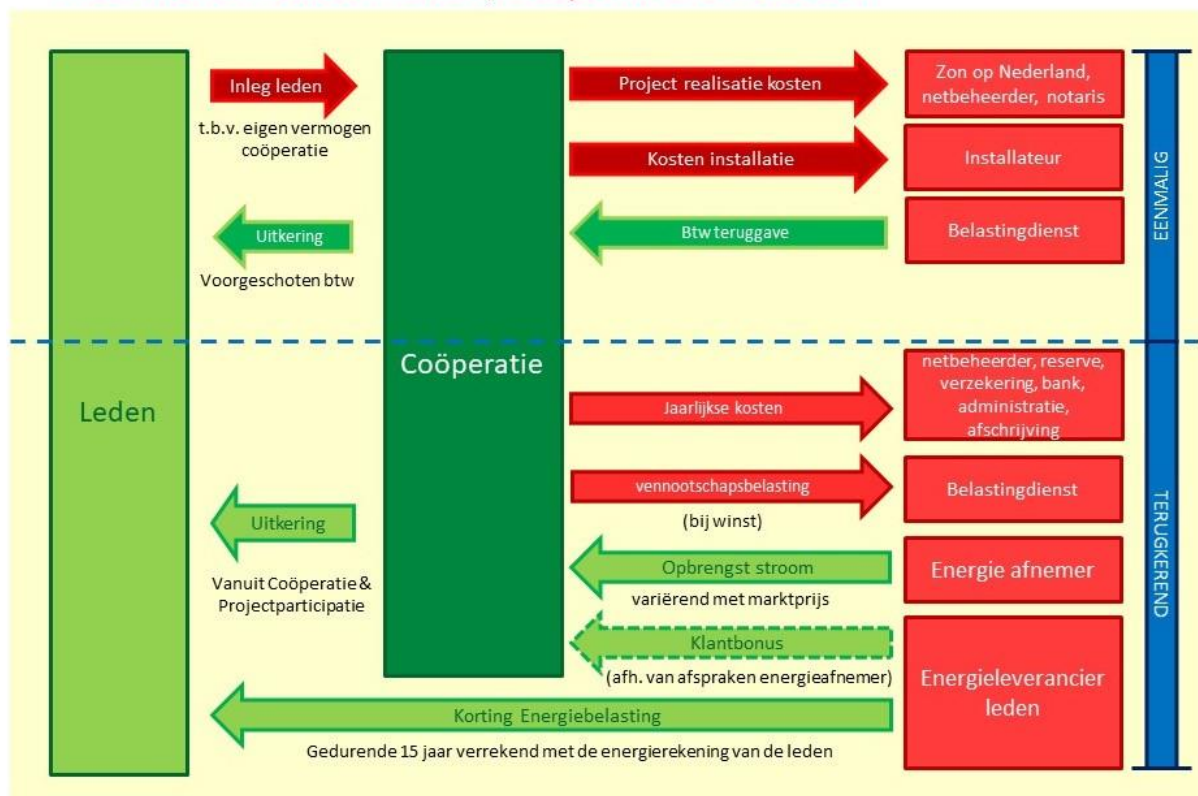 Inleg leden
t.b.v. eigen vermogen
coöperatie
Project realisatie kosten
Zon op Nederland,
netbeheerder, notaris
Kosten installatie
Installateur
Uitkering
Voorgeschoten btw
Btw teruggave
Belastingdienst
EENMALIG
Leden
Coöperatie
Jaarlijkse kosten
netbeheerder, reserve,
verzekering, bank,
administratie,
afschrijving
vennootschapsbelasting
(bij winst)
Belastingdienst
Uitkering
Vanuit Coöperatie &
Projectparticipatie
Opbrengst stroom
variërend met marktprijs
Energie afnemer
Klantbonus
(afh. van afspraken energieafnemer)
Energieleverancier
leden
Korting Energiebelasting
Gedurende 15 jaar verrekend met de energierekening van de leden
TERUGKEREND